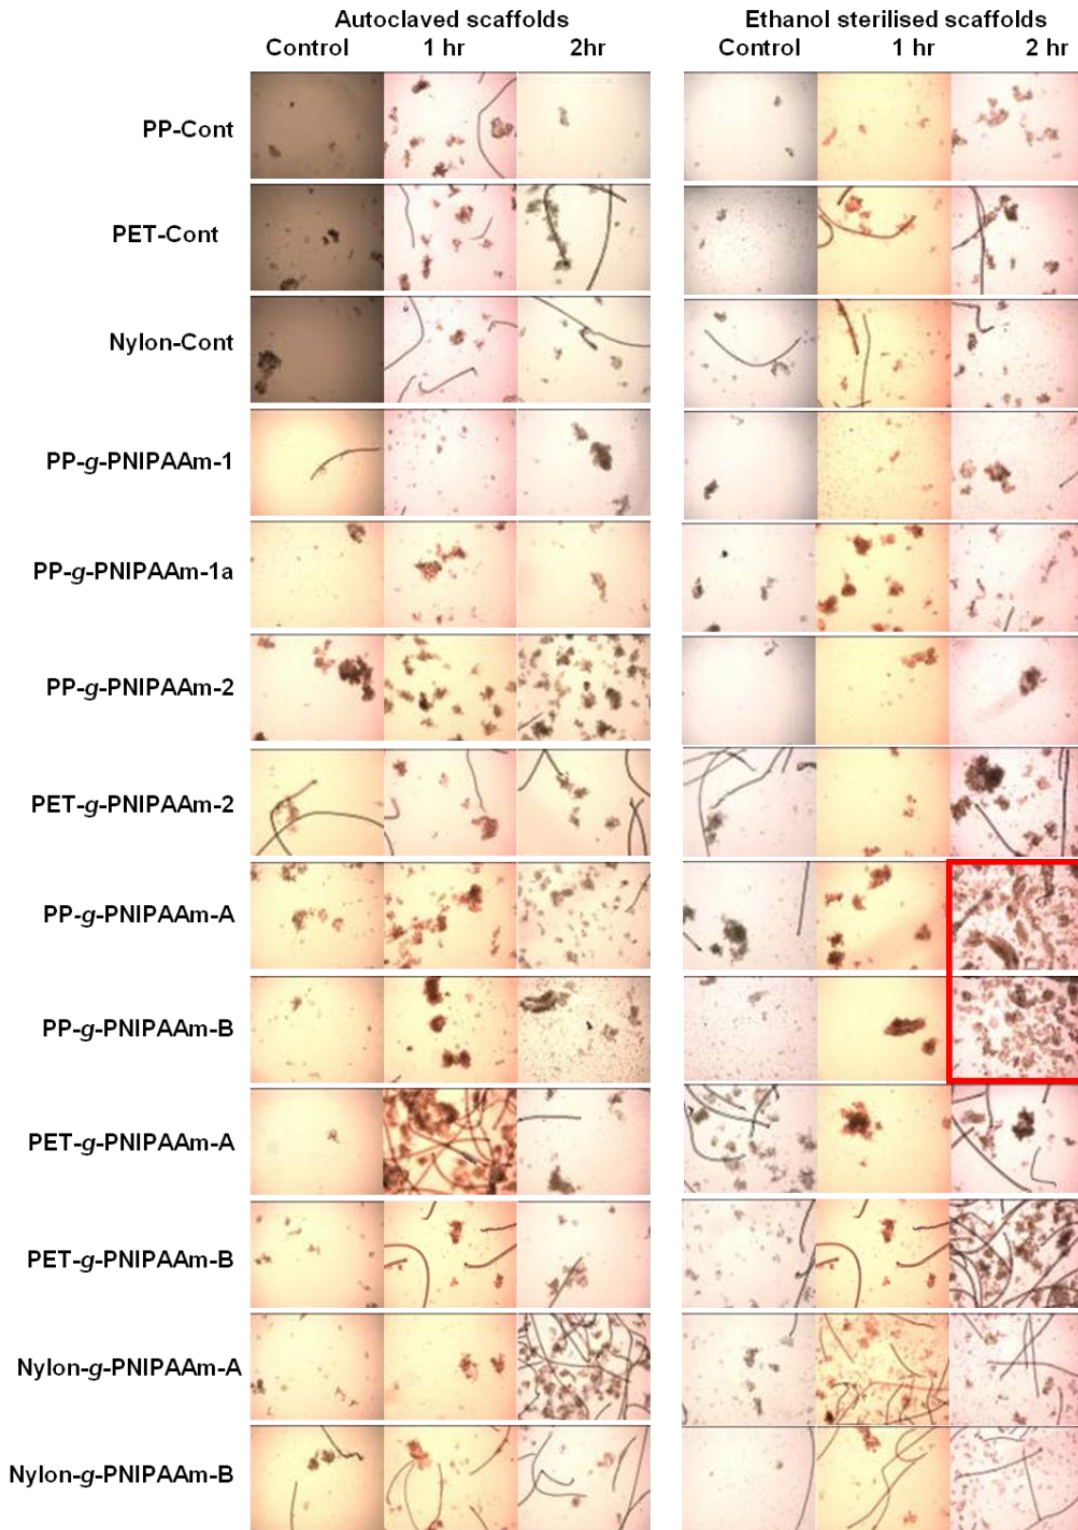 Autoclaved scaffolds Ethanol sterilised scaffolds
Control 1 hr 2hr Control 1 hr 2 hr
PP-Cont
PET-Cont
Nylon-Cont
PP-g-PNIPAAm-1
PP-g-PNIPAAm-1a
PP-g-PNIPAAm-2
PET-g-PNIPAAm-2
PP-g-PNIPAAm-A
PP-g-PNIPAAm-B
PET-g-PNIPAAm-A
PET-g-PNIPAAm-B
Nylon-g-PNIPAAm-A
Nylon-g-PNIPAAm-B